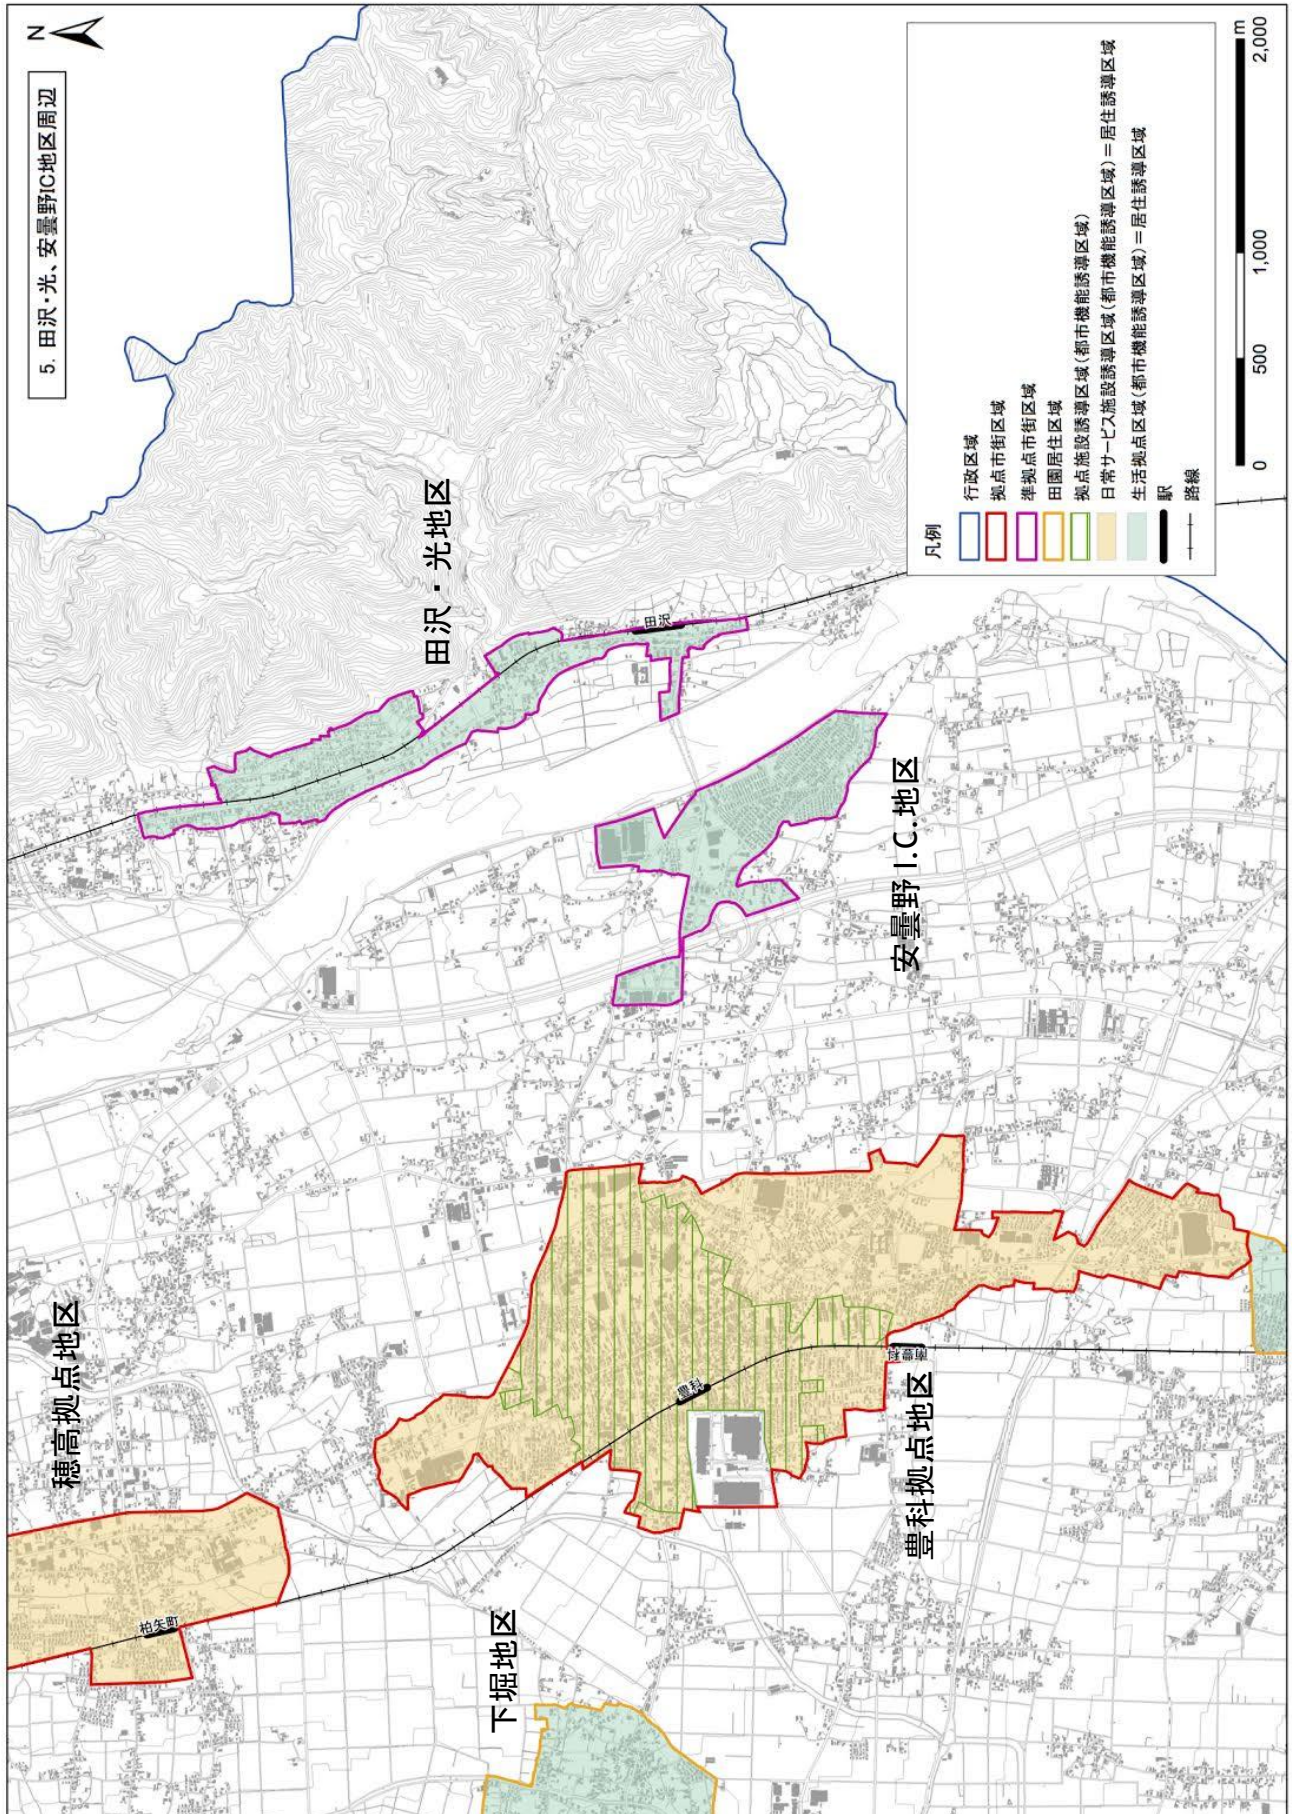 N
5. 田沢・光、安曇野IC地区周辺
田沢・光地区
田沢
安曇野 I.C.地区
穂高拠点地区
柏矢町
豊科
南豊科
豊科拠点地区
下堀地区
凡例
行政区域
拠点市街区域
準拠点市街区域
田園居住区域
拠点施設誘導区域(都市機能誘導区域)
日常サービス施設誘導区域(都市機能誘導区域)=居住誘導区域
生活拠点区域(都市機能誘導区域)=居住誘導区域
駅
路線
0 500 1,000 2,000
m